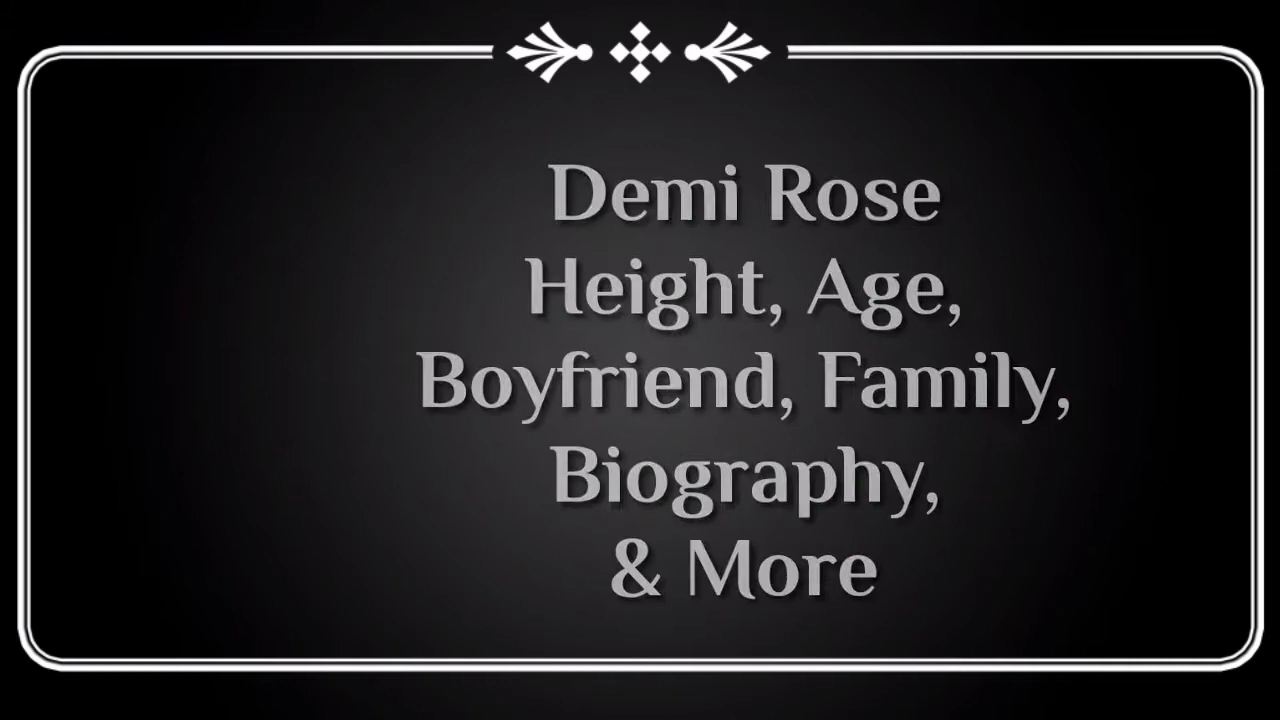 Demi Rose
Height, Age,
Boyfriend, Family,
Biography,
& More